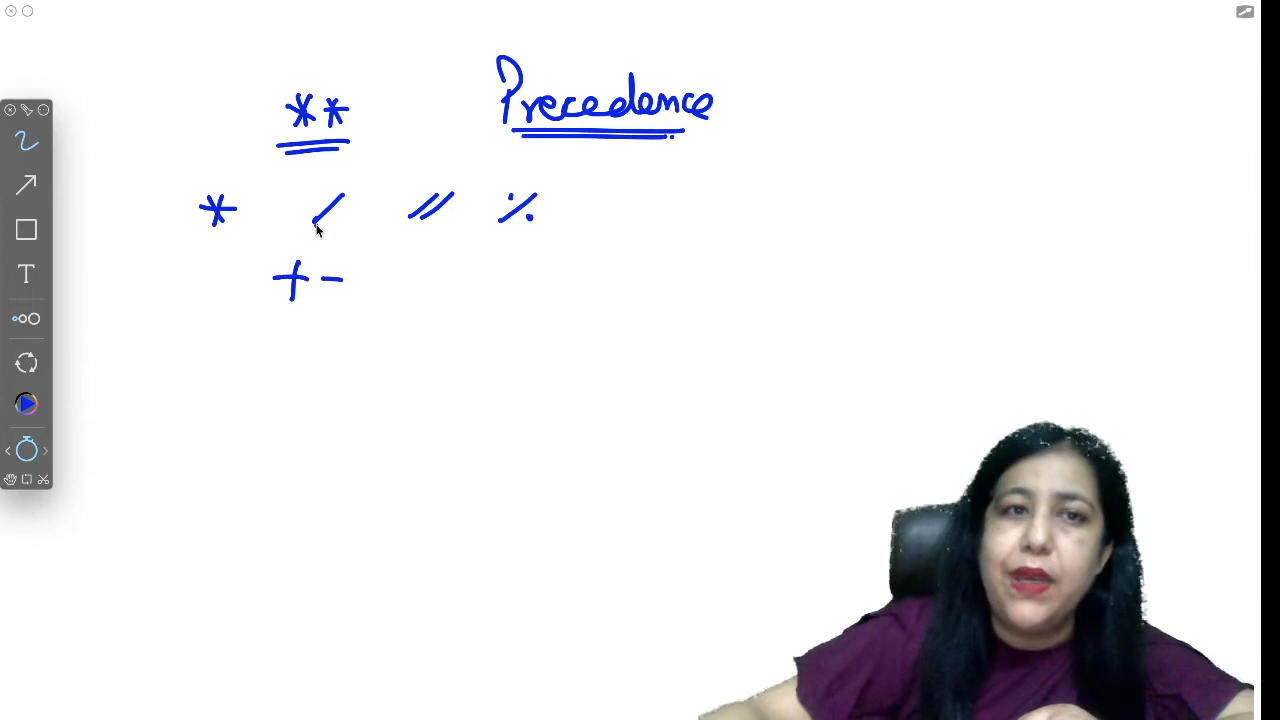 Precedence
**
* / // %
+ -
T